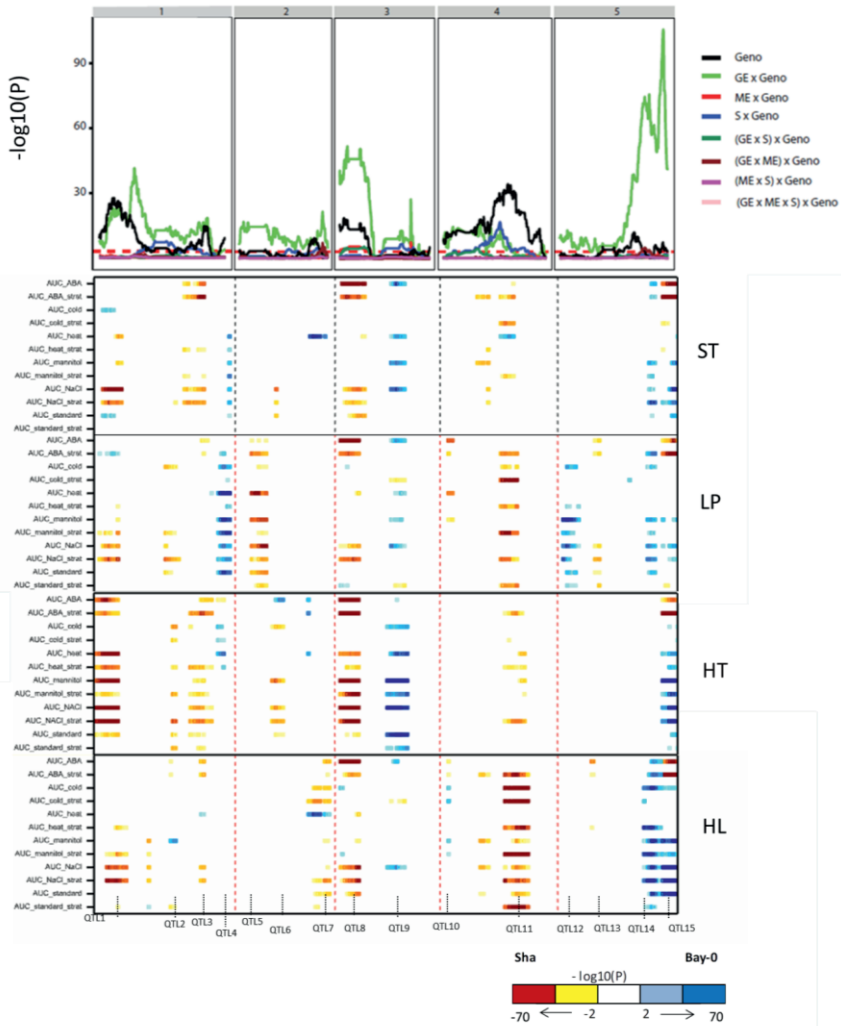 1 2 3 4 5
-log10(P)
90
60
30
Geno
GE x Geno
ME x Geno
S x Geno
(GE x S) x Geno
(GE x ME) x Geno
(ME x S) x Geno
(GE x ME x S) x Geno
AUC_ABA
AUC_ABA_strat
AUC_cold
AUC_cold_strat
AUC_heat
AUC_heat_strat
AUC_mannitol
AUC_mannitol_strat
AUC_NaCl
AUC_NaCl_strat
AUC_standard
AUC_standard_strat
ST
AUC_ABA
AUC_ABA_strat
AUC_cold
AUC_cold_strat
AUC_heat
AUC_heat_strat
AUC_mannitol
AUC_mannitol_strat
AUC_NaCl
AUC_NaCl_strat
AUC_standard
AUC_standard_strat
LP
AUC_ABA
AUC_ABA_strat
AUC_cold
AUC_cold_strat
AUC_heat
AUC_heat_strat
AUC_mannitol
AUC_mannitol_strat
AUC_NACl
AUC_NACl_strat
AUC_standard
AUC_standard_strat
HT
AUC_ABA
AUC_ABA_strat
AUC_cold
AUC_cold_strat
AUC_heat
AUC_heat_strat
AUC_mannitol
AUC_mannitol_strat
AUC_NaCl
AUC_NaCl_strat
AUC_standard
AUC_standard_strat
HL
QTL1 QTL2 QTL3 QTL4 QTL5 QTL6 QTL7 QTL8 QTL9 QTL10 QTL11 QTL12 QTL13 QTL14 QTL15
Sha Bay-0
- log10(P)
-70 ← -2 2 → 70